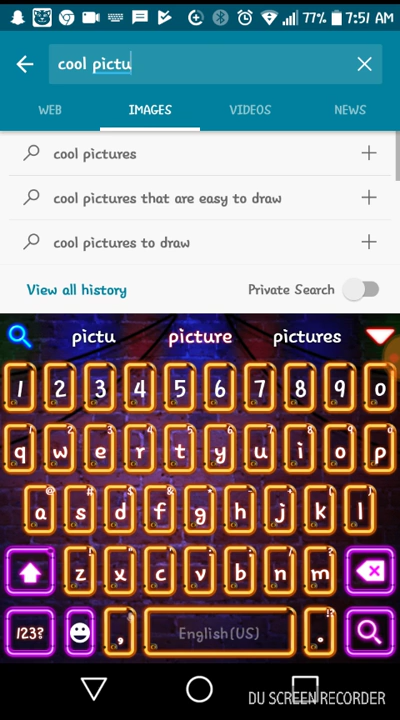 77% 7:51 AM
cool pictu
WEB IMAGES VIDEOS NEWS
cool pictures
cool pictures that are easy to draw
cool pictures to draw
View all history Private Search
pictu picture pictures
1 2 3 4 5 6 7 8 9 0
q w e r t y u i o p
a s d f g h j k l
z x c v b n m
123? , English(US) .
DU SCREEN RECORDER